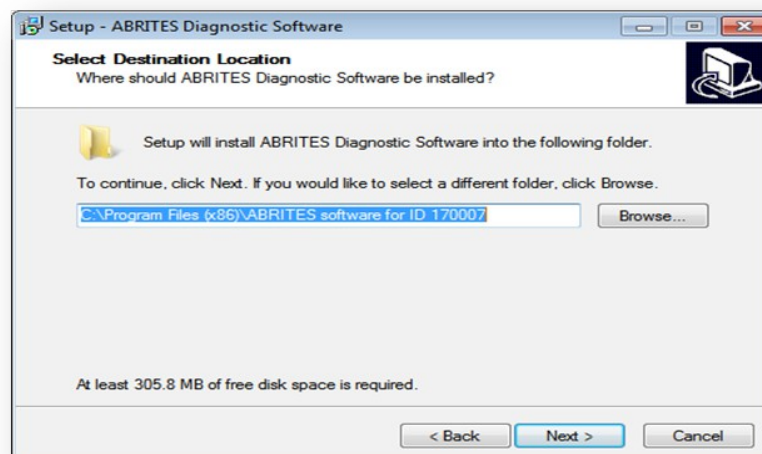 Setup - ABRITES Diagnostic Software
Select Destination Location
Where should ABRITES Diagnostic Software be installed?
Setup will install ABRITES Diagnostic Software into the following folder.
To continue, click Next. If you would like to select a different folder, click Browse.
C:\Program Files (x86)\ABRITES software for ID 170007
Browse...
At least 305.8 MB of free disk space is required.
< Back
Next >
Cancel